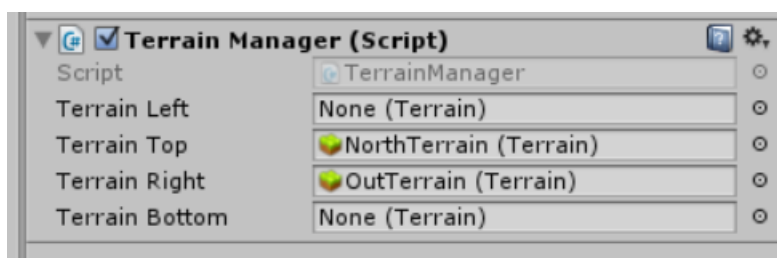 Terrain Manager (Script)
Script TerrainManager
Terrain Left None (Terrain)
Terrain Top NorthTerrain (Terrain)
Terrain Right OutTerrain (Terrain)
Terrain Bottom None (Terrain)